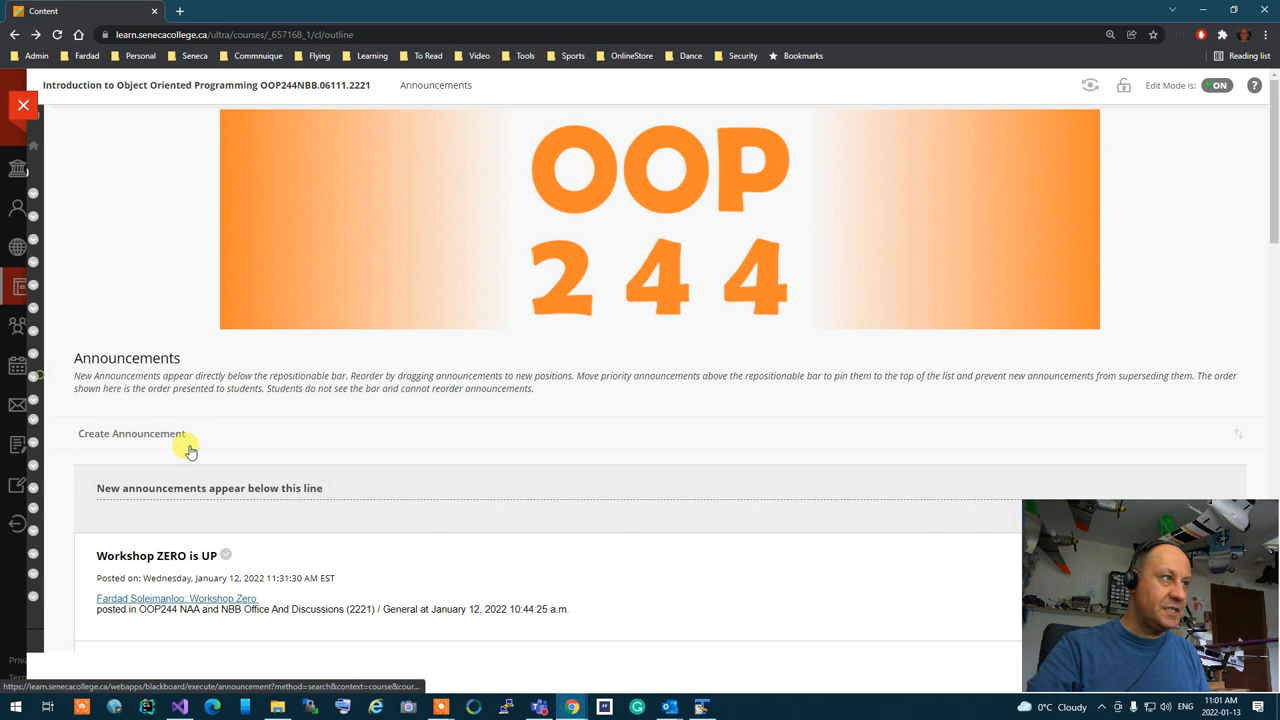 Content
learn.senecacollege.ca/ultra/courses/_657168_1/cl/outline
Admin Fardad Personal Seneca Commnuique Flying Learning To Read Video Tools Sports OnlineStore Dance Security Bookmarks Reading list
Introduction to Object Oriented Programming OOP244NBB.06111.2221 Announcements Edit Mode is: ON ?
OOP
244
Announcements
New Announcements appear directly below the repositionable bar. Reorder by dragging announcements to new positions. Move priority announcements above the repositionable bar to pin them to the top of the list and prevent new announcements from superseding them. The order
shown here is the order presented to students. Students do not see the bar and cannot reorder announcements.
Create Announcement
New announcements appear below this line
Workshop ZERO is UP
Posted on: Wednesday, January 12, 2022 11:31:30 AM EST
Fardad Soleimanloo: Workshop Zero
posted in OOP244 NAA and NBB Office And Discussions (2221) / General at January 12, 2022 10:44:25 a.m.
Priv
https://learn.senecacollege.ca/webapps/blackboard/execute/announcement?method=search&context=course&cour...
0°C Cloudy ENG 11:01 AM
2022-01-13